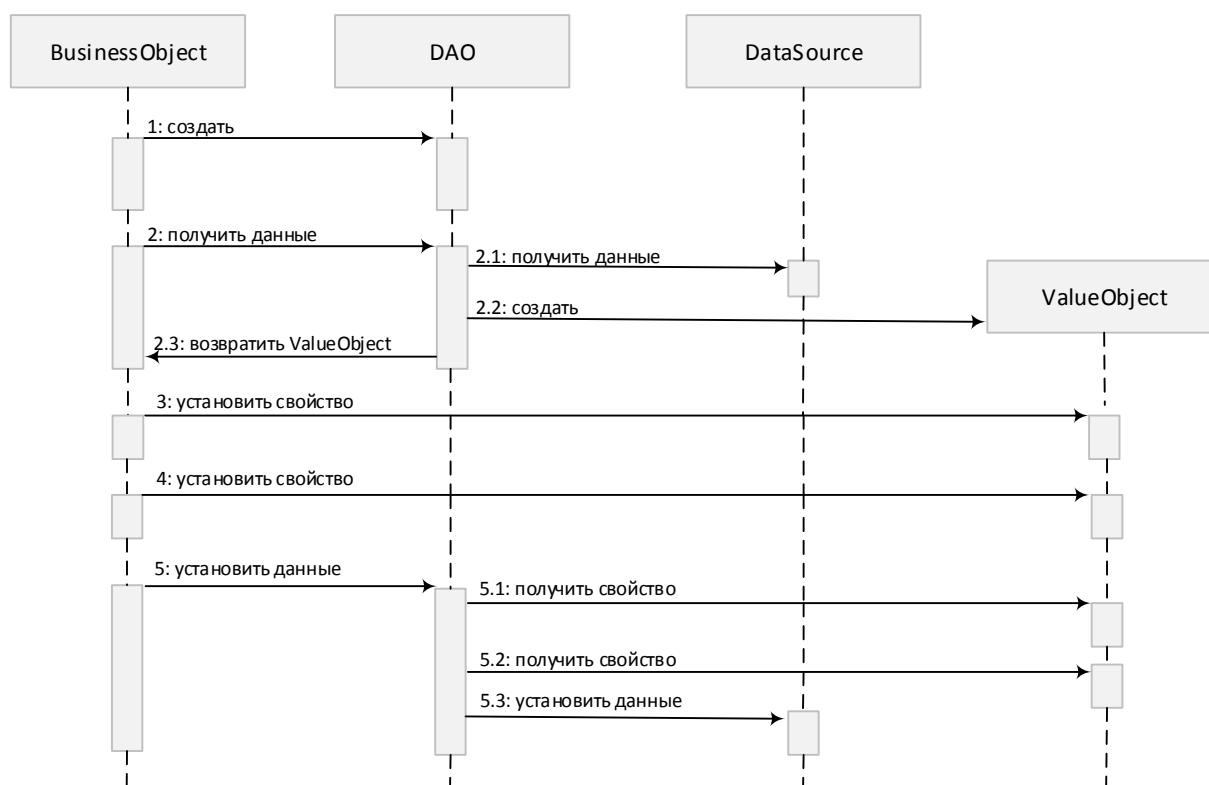 BusinessObject
DAO
DataSource
1: создать
2: получить данные
2.1: получить данные
ValueObject
2.2: создать
2.3: возвратить ValueObject
3: установить свойство
4: установить свойство
5: установить данные
5.1: получить свойство
5.2: получить свойство
5.3: установить данные